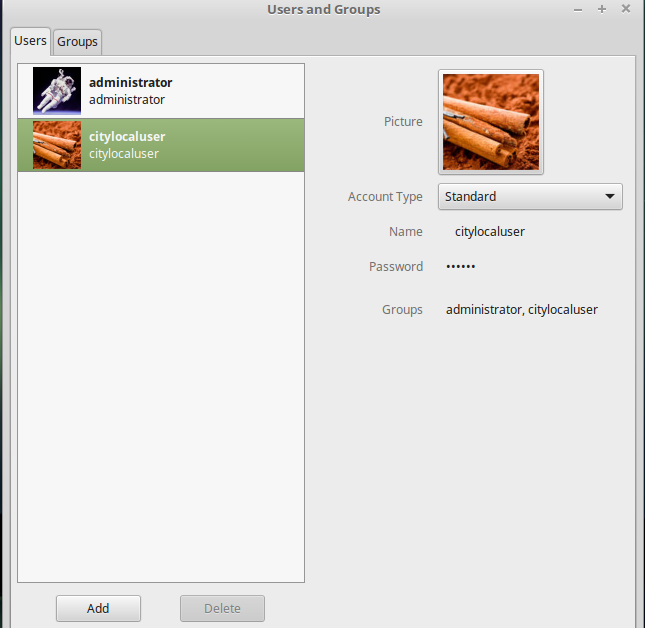 Users and Groups
Users
Groups
administrator
administrator
citylocaluser
citylocaluser
Picture
Account Type
Standard
Name
citylocaluser
Password
••••••
Groups
administrator, citylocaluser
Add
Delete